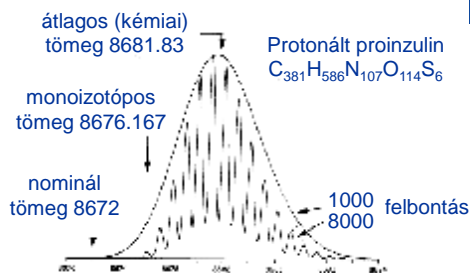 átlagos (kémiai)
tömeg 8681.83
Protonált proinzulin
C₃₈₁H₅₈₆N₁₀₇O₁₁₄S₆
monoizotópos
tömeg 8676.167
nominál
tömeg 8672
1000
8000
felbontás